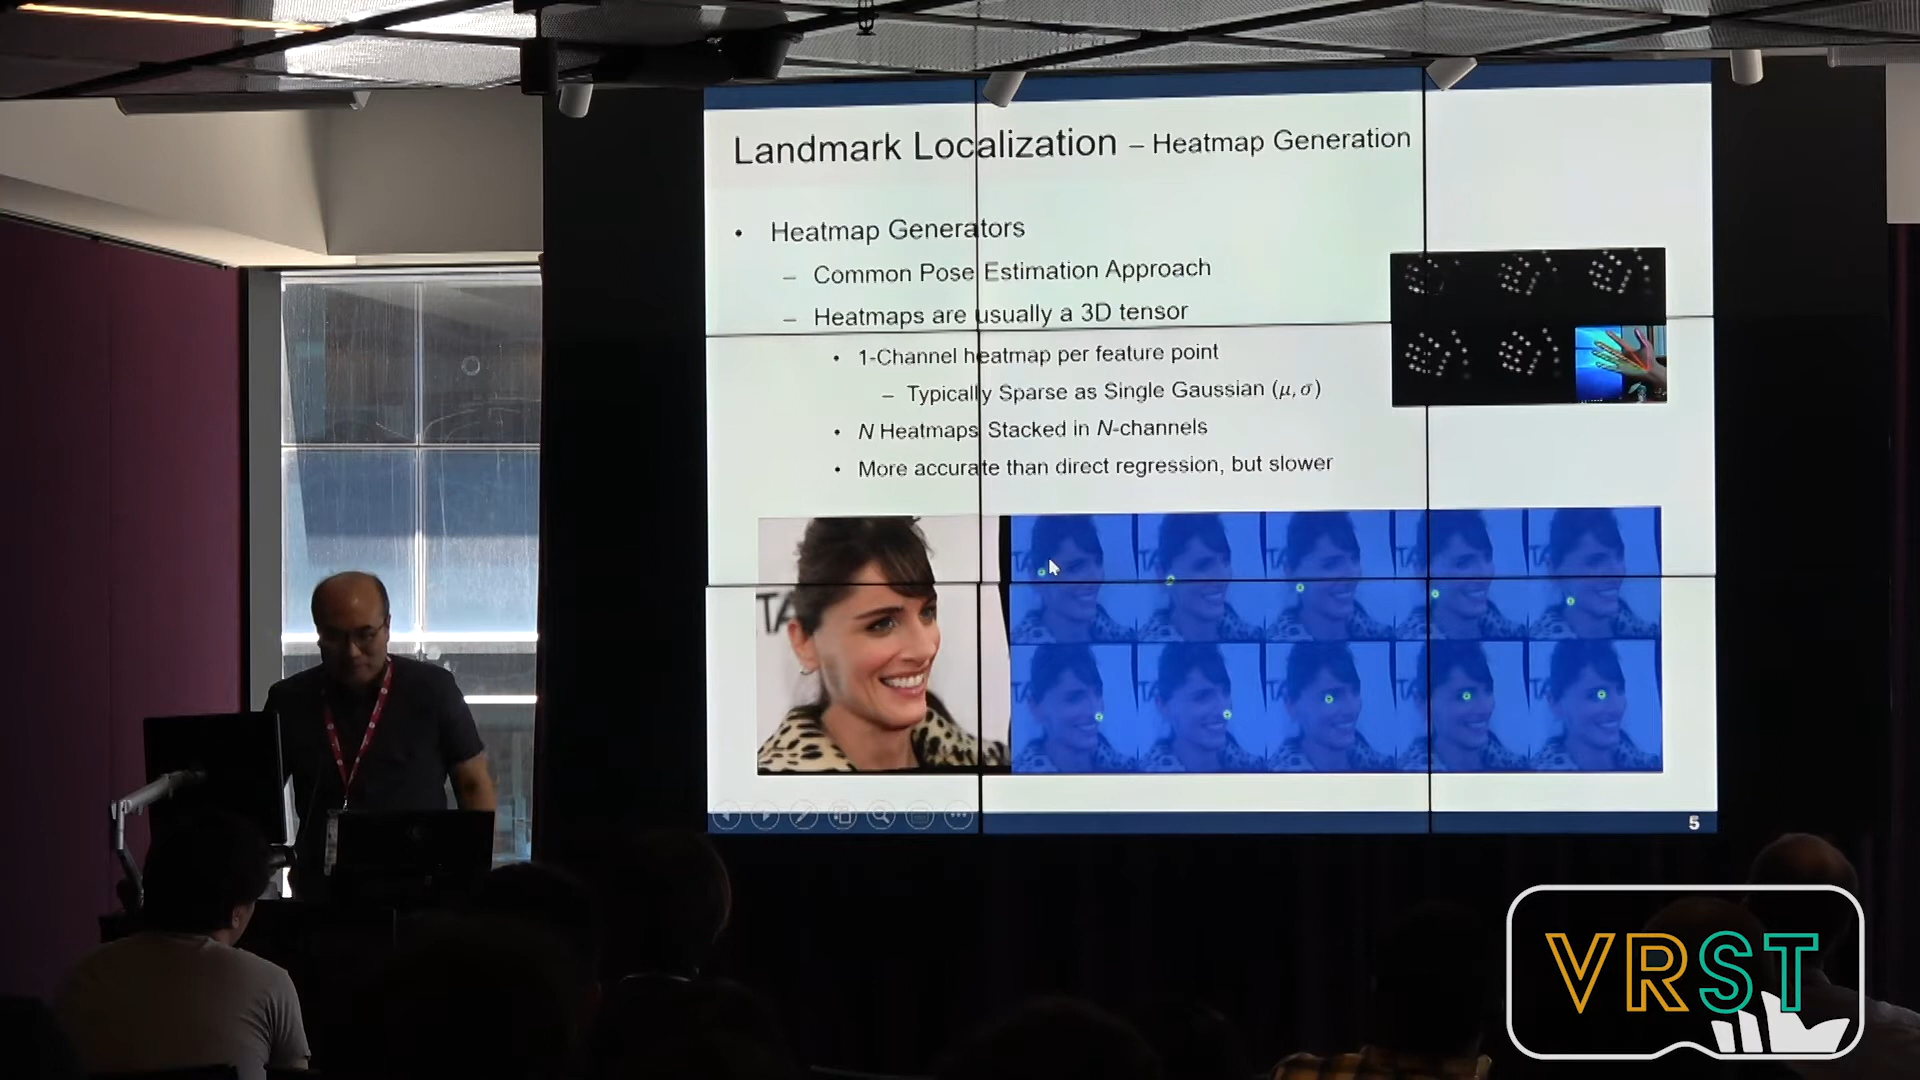 Landmark Localization – Heatmap Generation
• Heatmap Generators
– Common Pose Estimation Approach
– Heatmaps are usually a 3D tensor
• 1-Channel heatmap per feature point
– Typically Sparse as Single Gaussian (μ, σ)
• N Heatmaps Stacked in N-channels
• More accurate than direct regression, but slower
TA
5
VRST